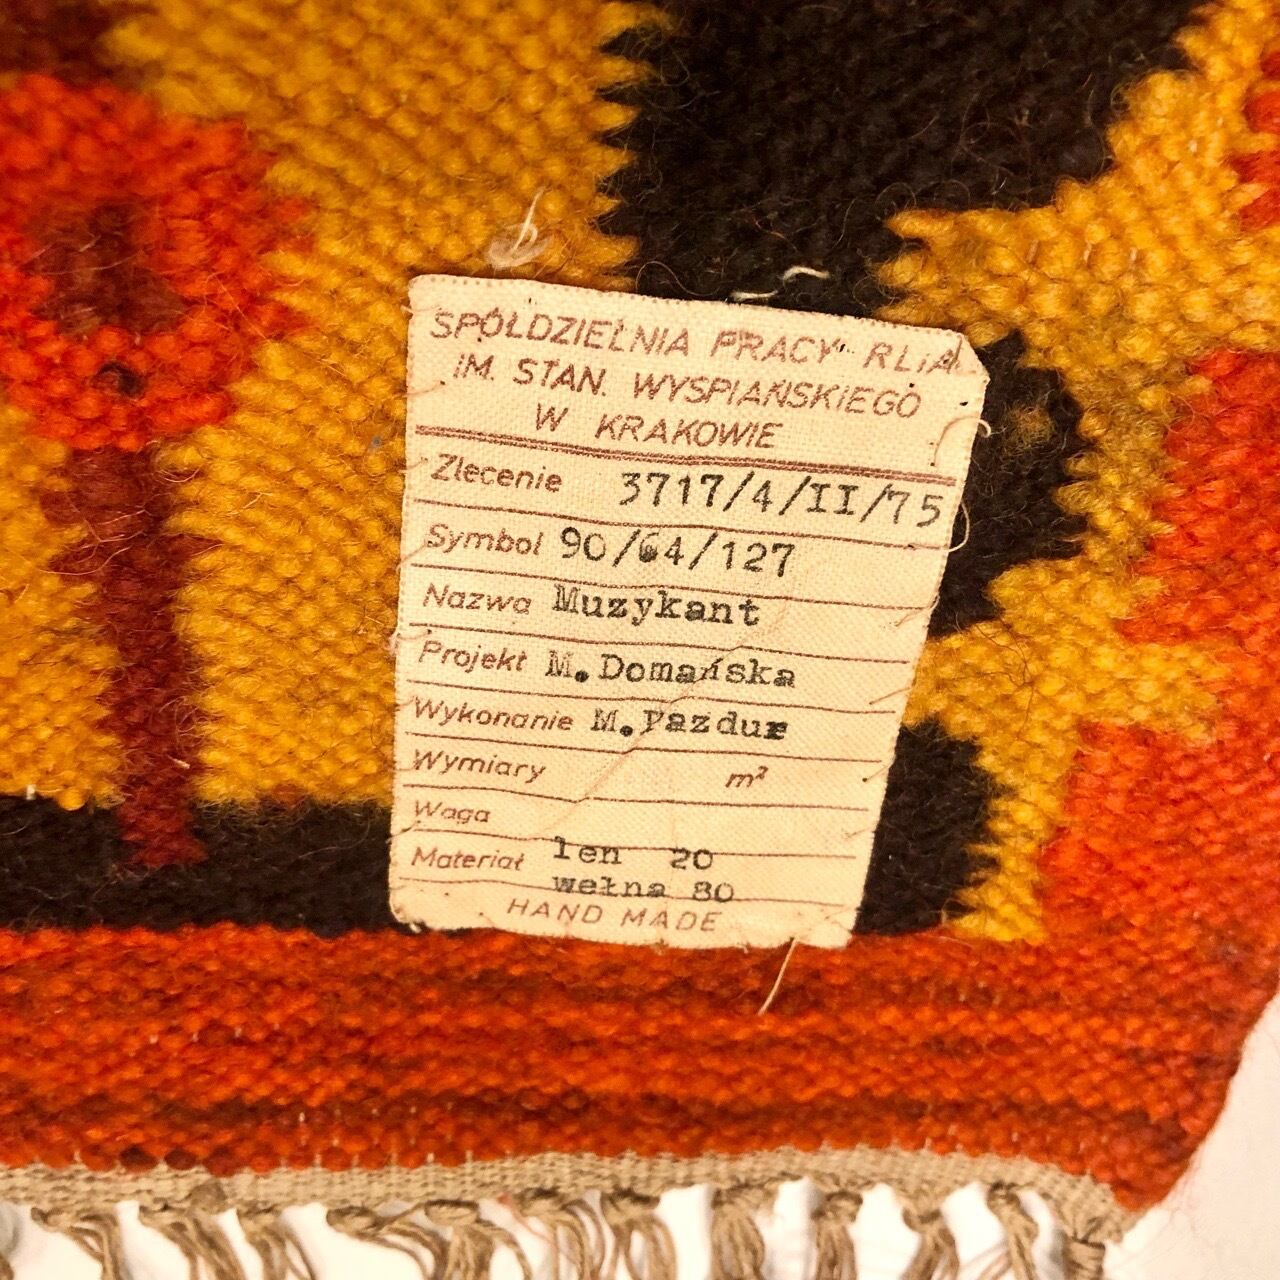 SPÓŁDZIELNIA PRACY RLiA
IM. STAN. WYSPIAŃSKIEGO
W KRAKOWIE
Zlecenie 3717/4/II/75
Symbol 90/64/127
Nazwa Muzykant
Projekt M.Domańska
Wykonanie M.Pazdur
Wymiary m²
Waga
Materiał len 20
wełna 80
HAND MADE